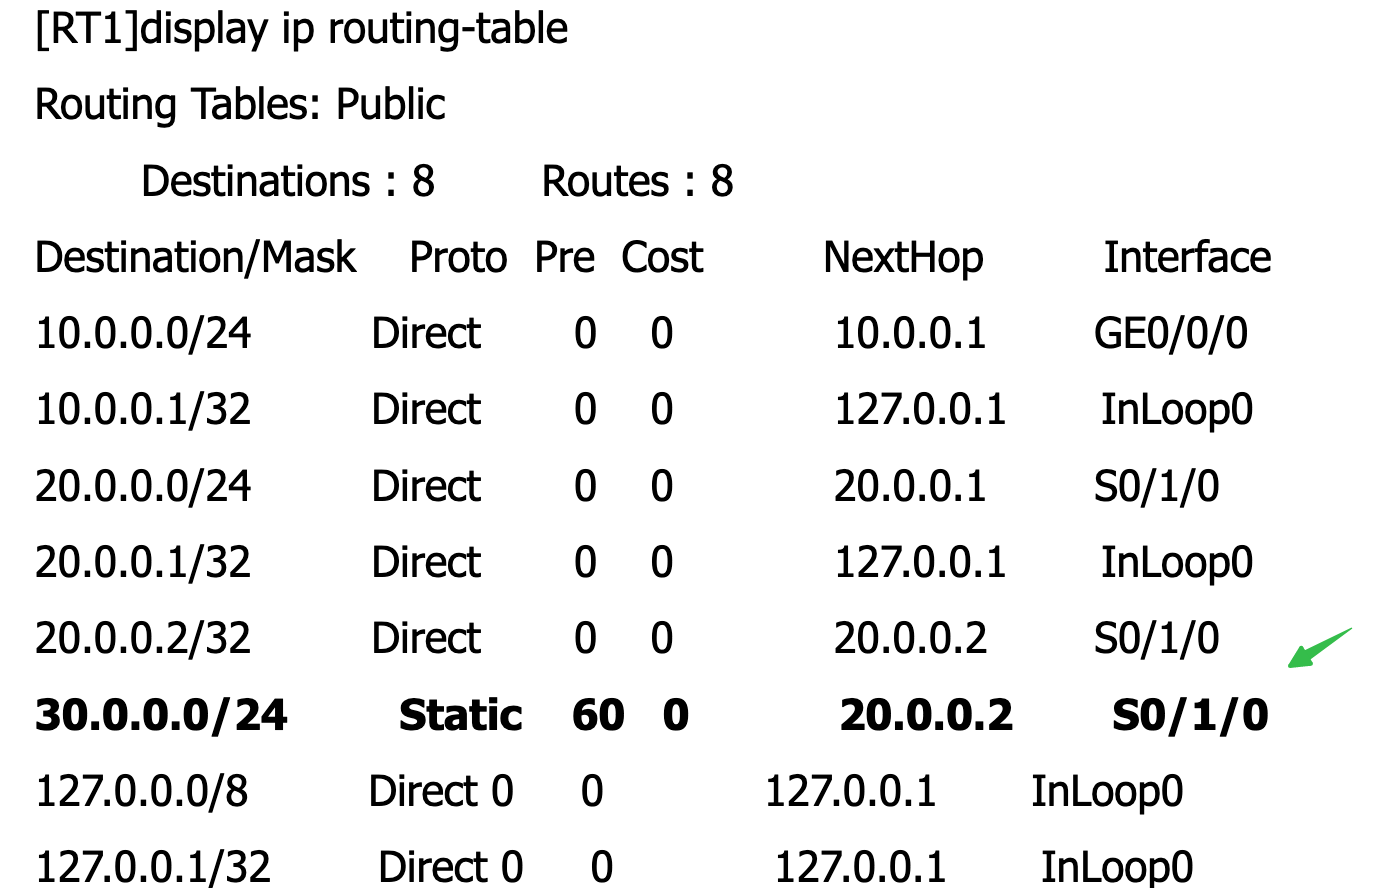 [RT1]display ip routing-table
Routing Tables: Public
Destinations : 8 Routes : 8
Destination/Mask Proto Pre Cost NextHop Interface
10.0.0.0/24 Direct 0 0 10.0.0.1 GE0/0/0
10.0.0.1/32 Direct 0 0 127.0.0.1 InLoop0
20.0.0.0/24 Direct 0 0 20.0.0.1 S0/1/0
20.0.0.1/32 Direct 0 0 127.0.0.1 InLoop0
20.0.0.2/32 Direct 0 0 20.0.0.2 S0/1/0
30.0.0.0/24 Static 60 0 20.0.0.2 S0/1/0
127.0.0.0/8 Direct 0 0 127.0.0.1 InLoop0
127.0.0.1/32 Direct 0 0 127.0.0.1 InLoop0